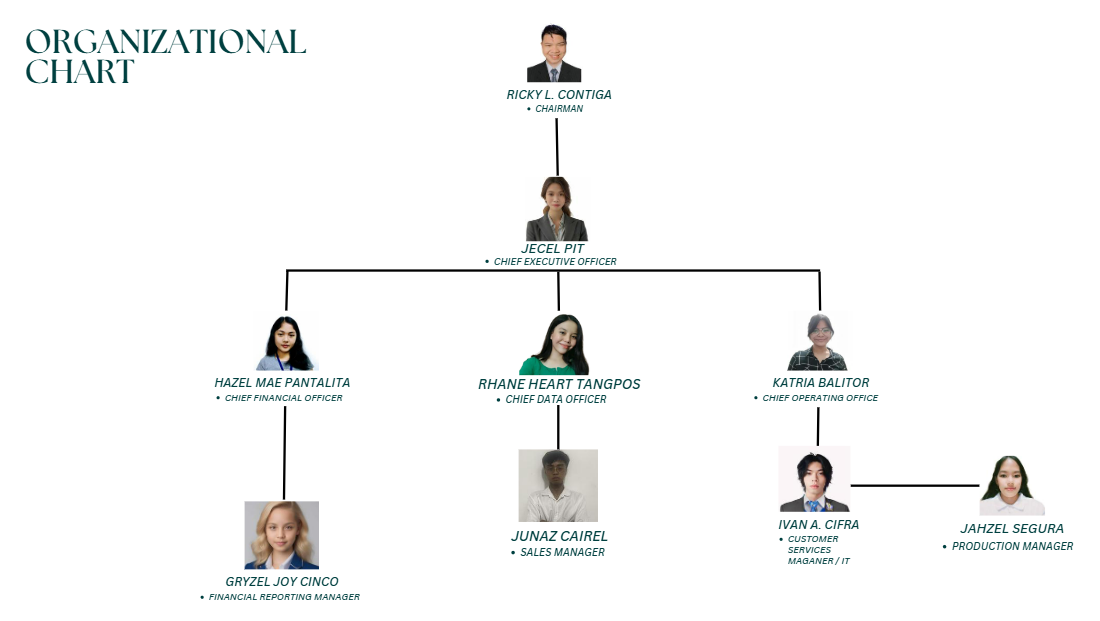 ORGANIZATIONAL
CHART
RICKY L. CONTIGA
• CHAIRMAN
JECEL PIT
• CHIEF EXECUTIVE OFFICER
HAZEL MAE PANTALITA
• CHIEF FINANCIAL OFFICER
RHANE HEART TANGPOS
• CHIEF DATA OFFICER
KATRIA BALITOR
• CHIEF OPERATING OFFICE
GRYZEL JOY CINCO
• FINANCIAL REPORTING MANAGER
JUNAZ CAIREL
• SALES MANAGER
IVAN A. CIFRA
• CUSTOMER
SERVICES
MAGANER / IT
JAHZEL SEGURA
• PRODUCTION MANAGER